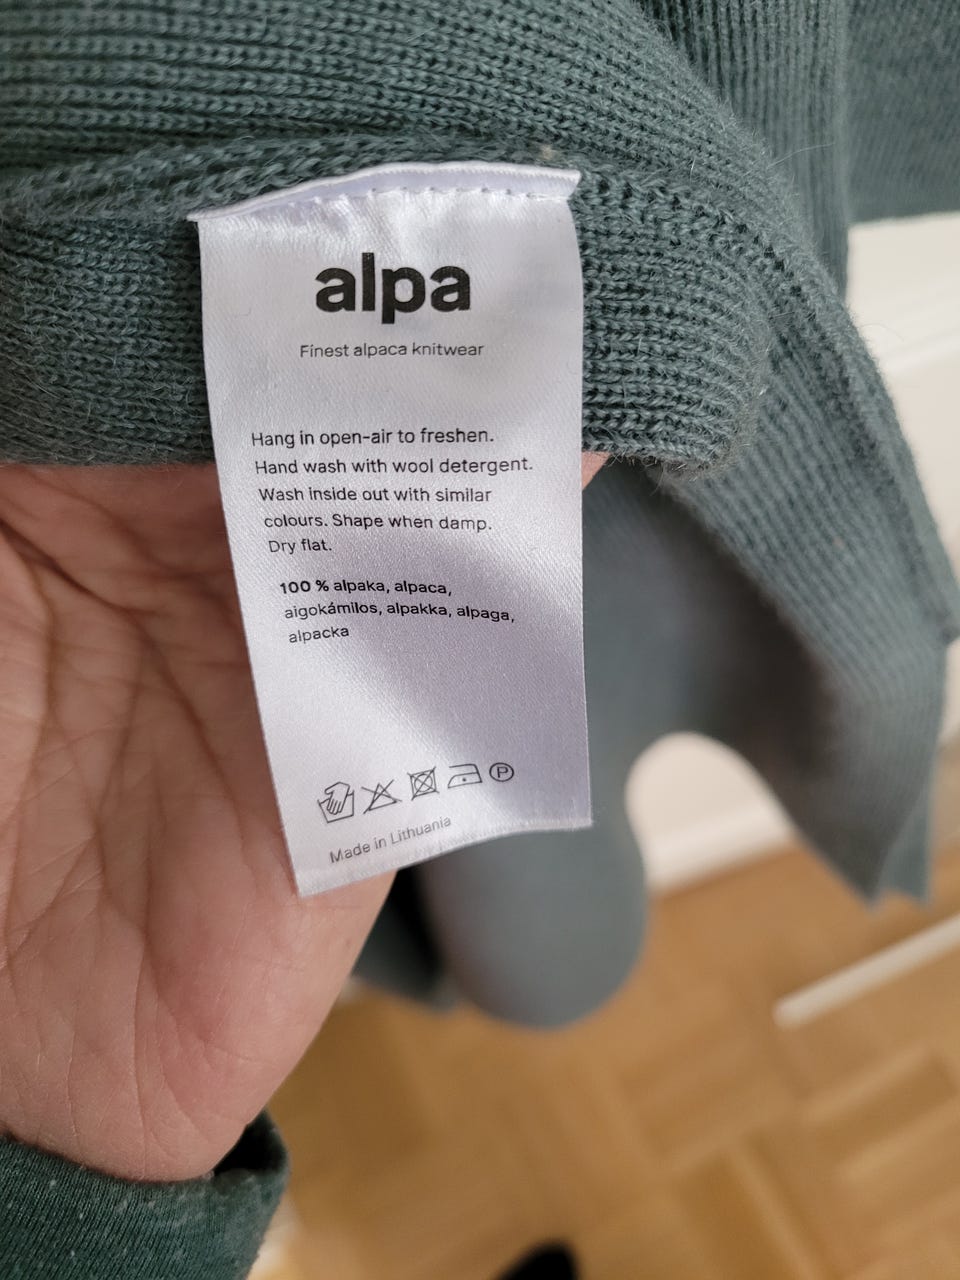 alpa
Finest alpaca knitwear
Hang in open-air to freshen.
Hand wash with wool detergent.
Wash inside out with similar
colours. Shape when damp.
Dry flat.
100 % alpaka, alpaca,
aigokámilos, alpakka, alpaga,
alpacka
P
Made in Lithuania